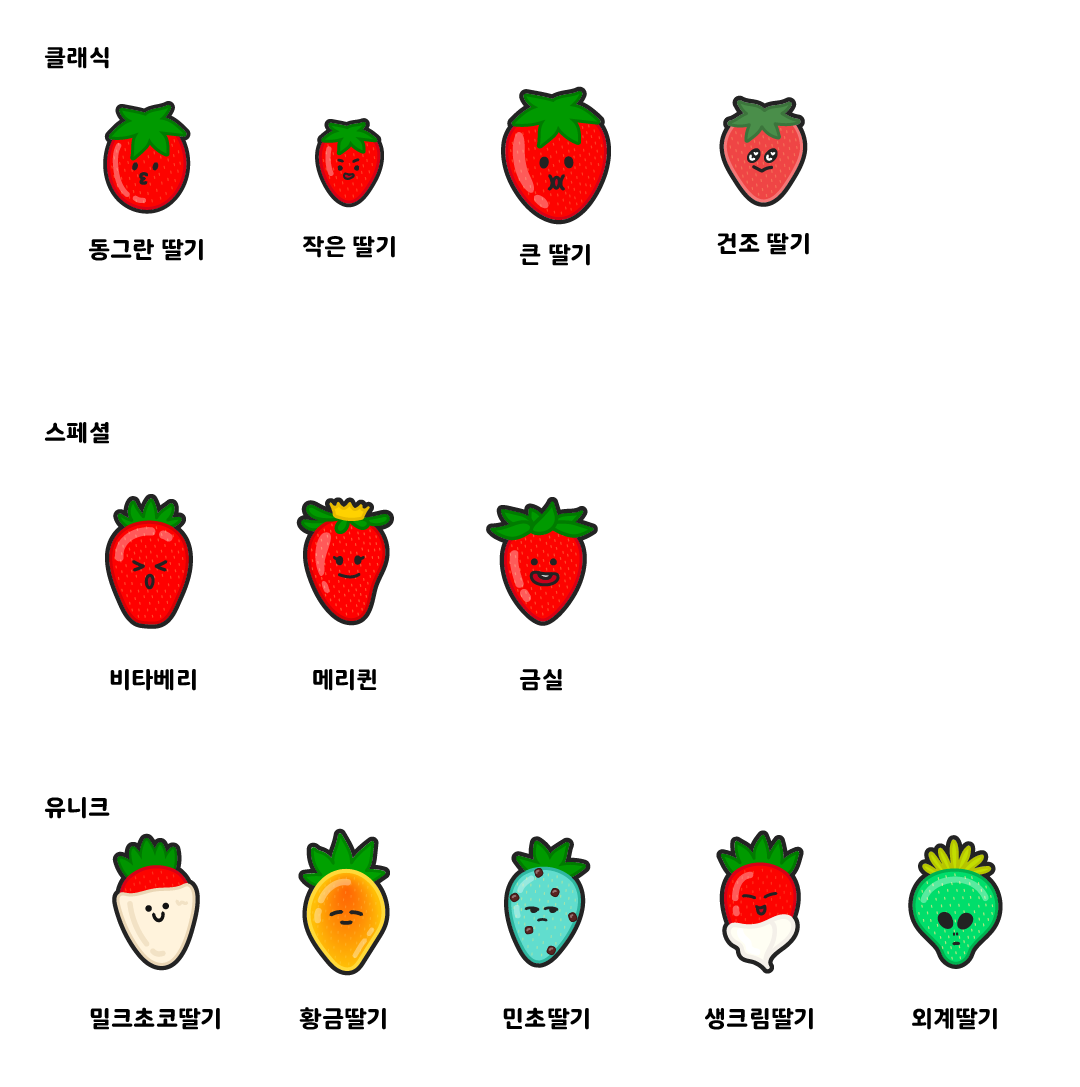 클래식
동그란 딸기
작은 딸기
큰 딸기
건조 딸기
스페셜
비타베리
메리퀸
금실
유니크
밀크초코딸기
황금딸기
민초딸기
생크림딸기
외계딸기